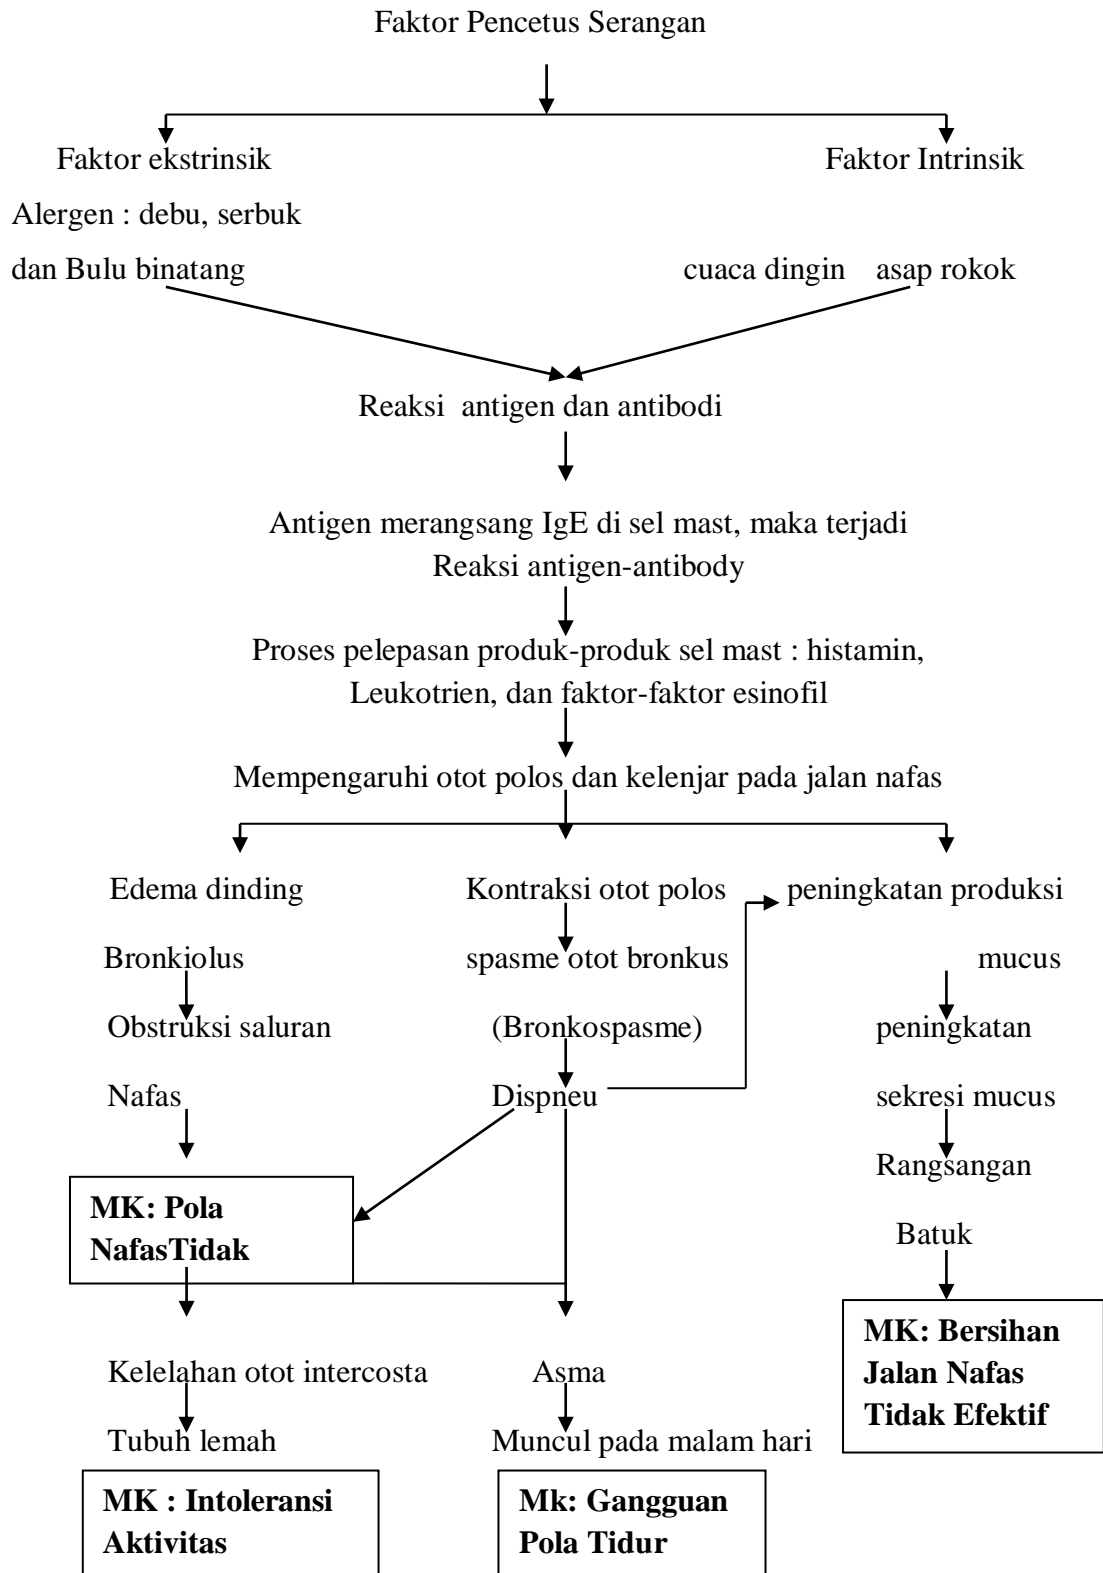 Faktor Pencetus Serangan
Faktor ekstrinsik
Faktor Intrinsik
Alergen : debu, serbuk
dan Bulu binatang
cuaca dingin asap rokok
Reaksi antigen dan antibodi
Antigen merangsang IgE di sel mast, maka terjadi
Reaksi antigen-antibody
Proses pelepasan produk-produk sel mast : histamin,
Leukotrien, dan faktor-faktor esinofil
Mempengaruhi otot polos dan kelenjar pada jalan nafas
Edema dinding
Bronkiolus
Obstruksi saluran
Nafas
MK: Pola
NafasTidak
Kelelahan otot intercosta
Tubuh lemah
MK : Intoleransi
Aktivitas
Kontraksi otot polos
spasme otot bronkus
(Bronkospasme)
Dispneu
Asma
Muncul pada malam hari
Mk: Gangguan
Pola Tidur
peningkatan produksi
mucus
peningkatan
sekresi mucus
Rangsangan
Batuk
MK: Bersihan
Jalan Nafas
Tidak Efektif